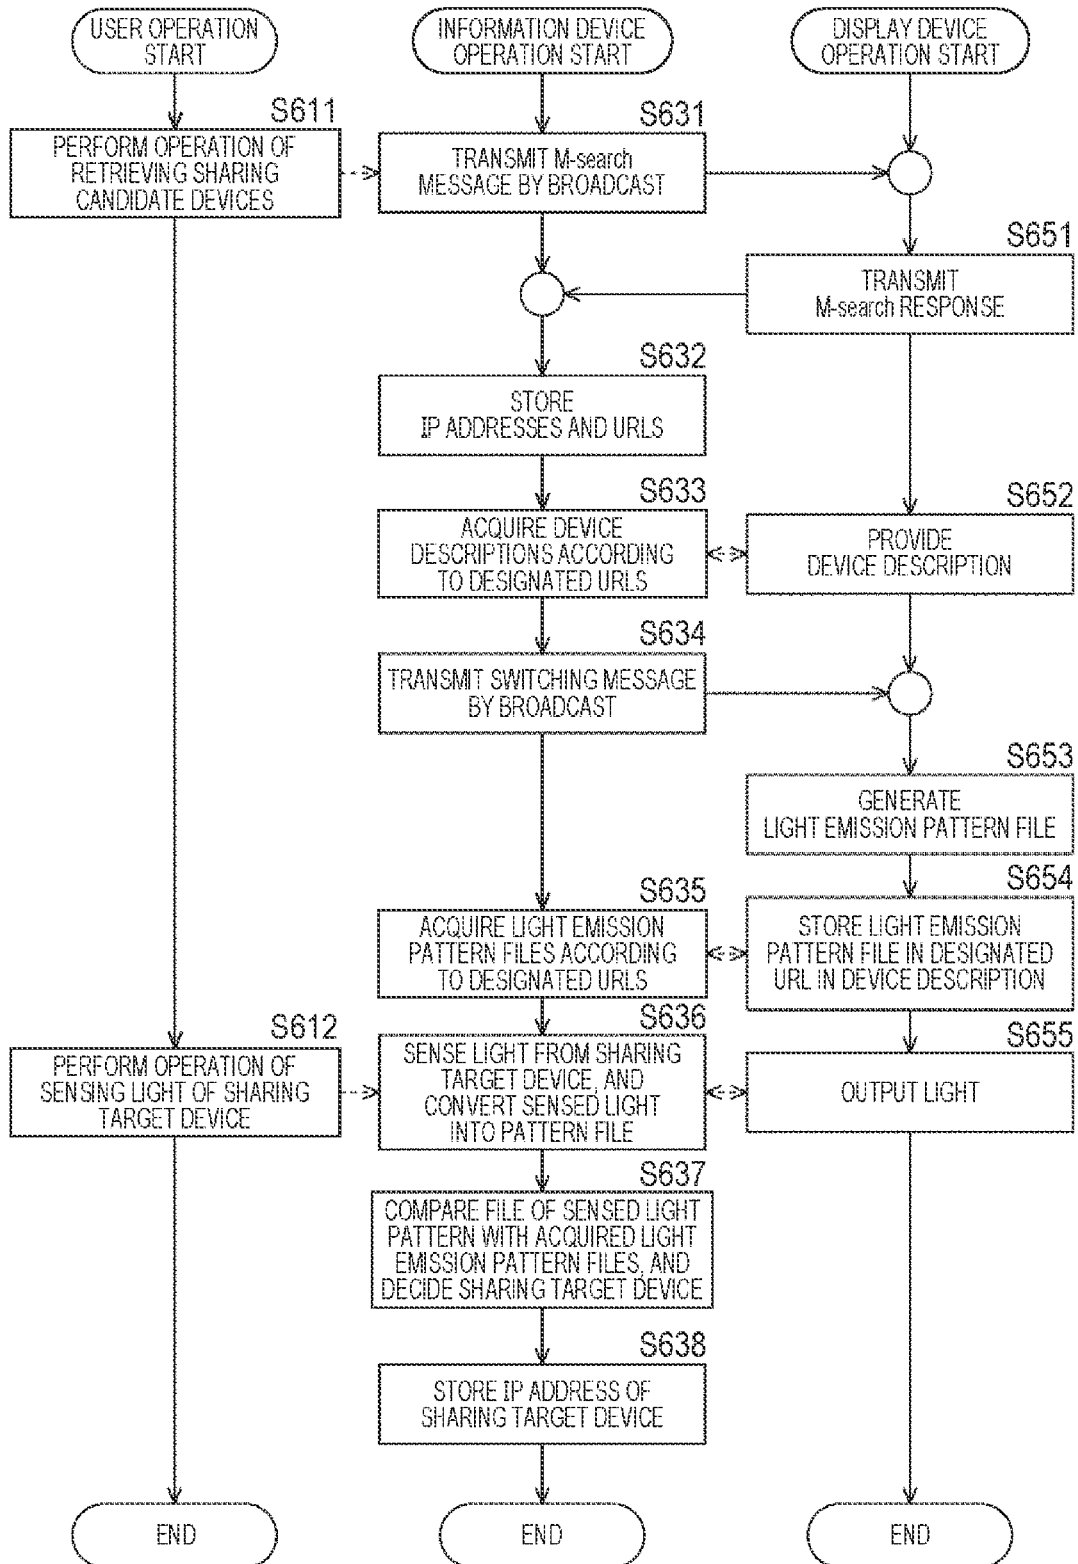 USER OPERATION
START
INFORMATION DEVICE
OPERATION START
DISPLAY DEVICE
OPERATION START
S611
PERFORM OPERATION OF
RETRIEVING SHARING
CANDIDATE DEVICES
S631
TRANSMIT M-search
MESSAGE BY BROADCAST
S651
TRANSMIT
M-search RESPONSE
S632
STORE
IP ADDRESSES AND URLS
S633
ACQUIRE DEVICE
DESCRIPTIONS ACCORDING
TO DESIGNATED URLS
S652
PROVIDE
DEVICE DESCRIPTION
S634
TRANSMIT SWITCHING MESSAGE
BY BROADCAST
S653
GENERATE
LIGHT EMISSION PATTERN FILE
S635
ACQUIRE LIGHT EMISSION
PATTERN FILES ACCORDING
TO DESIGNATED URLS
S654
STORE LIGHT EMISSION
PATTERN FILE IN DESIGNATED
URL IN DEVICE DESCRIPTION
S612
PERFORM OPERATION OF
SENSING LIGHT OF SHARING
TARGET DEVICE
S636
SENSE LIGHT FROM SHARING
TARGET DEVICE, AND
CONVERT SENSED LIGHT
INTO PATTERN FILE
S655
OUTPUT LIGHT
S637
COMPARE FILE OF SENSED LIGHT
PATTERN WITH ACQUIRED LIGHT
EMISSION PATTERN FILES, AND
DECIDE SHARING TARGET DEVICE
S638
STORE IP ADDRESS OF
SHARING TARGET DEVICE
END
END
END